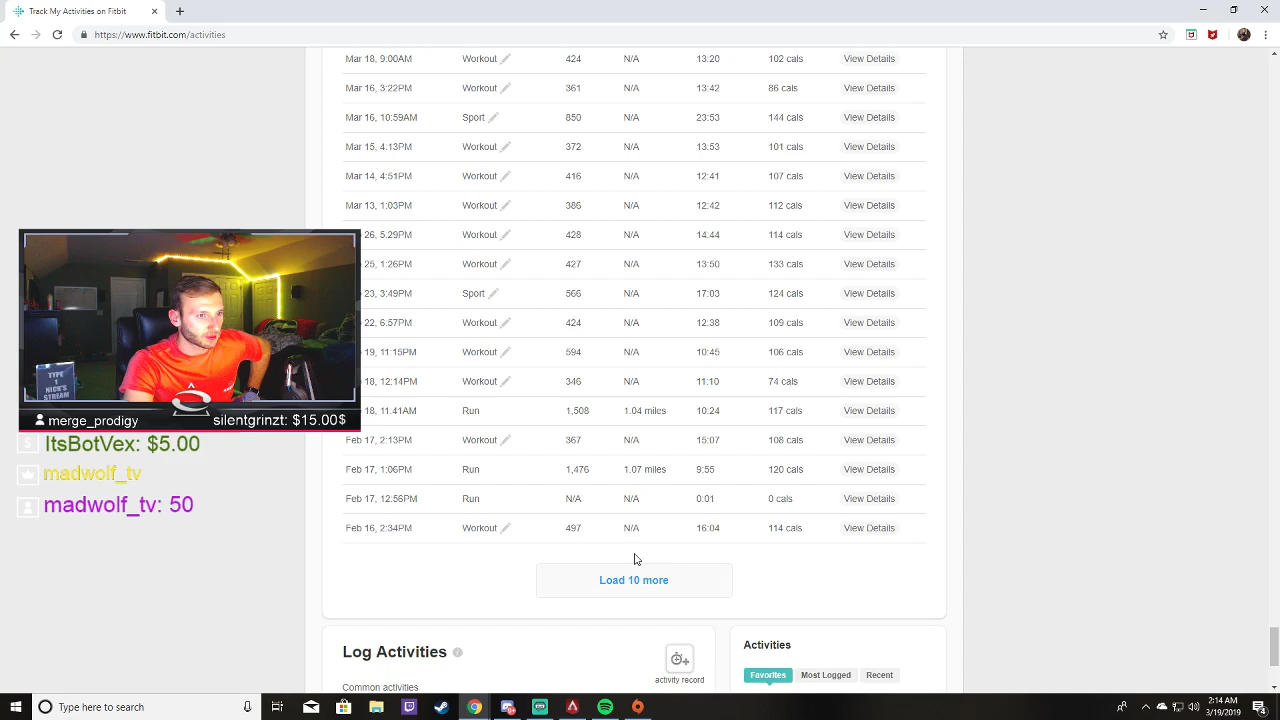 Track My Activities on Fitbit
https://www.fitbit.com/activities
Mar 18, 9:00AM Workout 424 N/A 13:20 102 cals View Details
Mar 16, 3:22PM Workout 361 N/A 13:42 86 cals View Details
Mar 16, 10:59AM Sport 850 N/A 23:53 144 cals View Details
Mar 15, 4:13PM Workout 372 N/A 13:53 101 cals View Details
Mar 14, 4:51PM Workout 416 N/A 12:41 107 cals View Details
Mar 13, 1:03PM Workout 386 N/A 12:42 112 cals View Details
26, 5:29PM Workout 428 N/A 14:44 114 cals View Details
25, 1:26PM Workout 427 N/A 13:50 133 cals View Details
23, 3:49PM Sport 566 N/A 17:03 124 cals View Details
22, 6:57PM Workout 424 N/A 12:38 109 cals View Details
19, 11:15PM Workout 594 N/A 10:45 106 cals View Details
18, 12:14PM Workout 346 N/A 11:10 74 cals View Details
18, 11:41AM Run 1,508 1.04 miles 10:24 117 cals View Details
Feb 17, 2:13PM Workout 367 N/A 15:07 108 cals View Details
Feb 17, 1:06PM Run 1,476 1.07 miles 9:55 120 cals View Details
Feb 17, 12:56PM Run N/A N/A 0:01 0 cals View Details
Feb 16, 2:34PM Workout 497 N/A 16:04 114 cals View Details
TYPE
1
NICK'S
STREAM
merge_prodigy silentgrinzt: $15.00$
ItsBotVex: $5.00
madwolf_tv
madwolf_tv: 50
Load 10 more
Log Activities
activity record
Common activities
Activities
Favorites Most Logged Recent
Type here to search
2:14 AM
3/19/2019